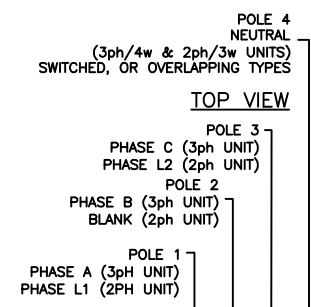 POLE 4
NEUTRAL
(3ph/4w & 2ph/3w UNITS)
SWITCHED, OR OVERLAPPING TYPES
TOP VIEW
POLE 3
PHASE C (3ph UNIT)
PHASE L2 (2ph UNIT)
POLE 2
PHASE B (3ph UNIT)
BLANK (2ph UNIT)
POLE 1
PHASE A (3pH UNIT)
PHASE L1 (2PH UNIT)